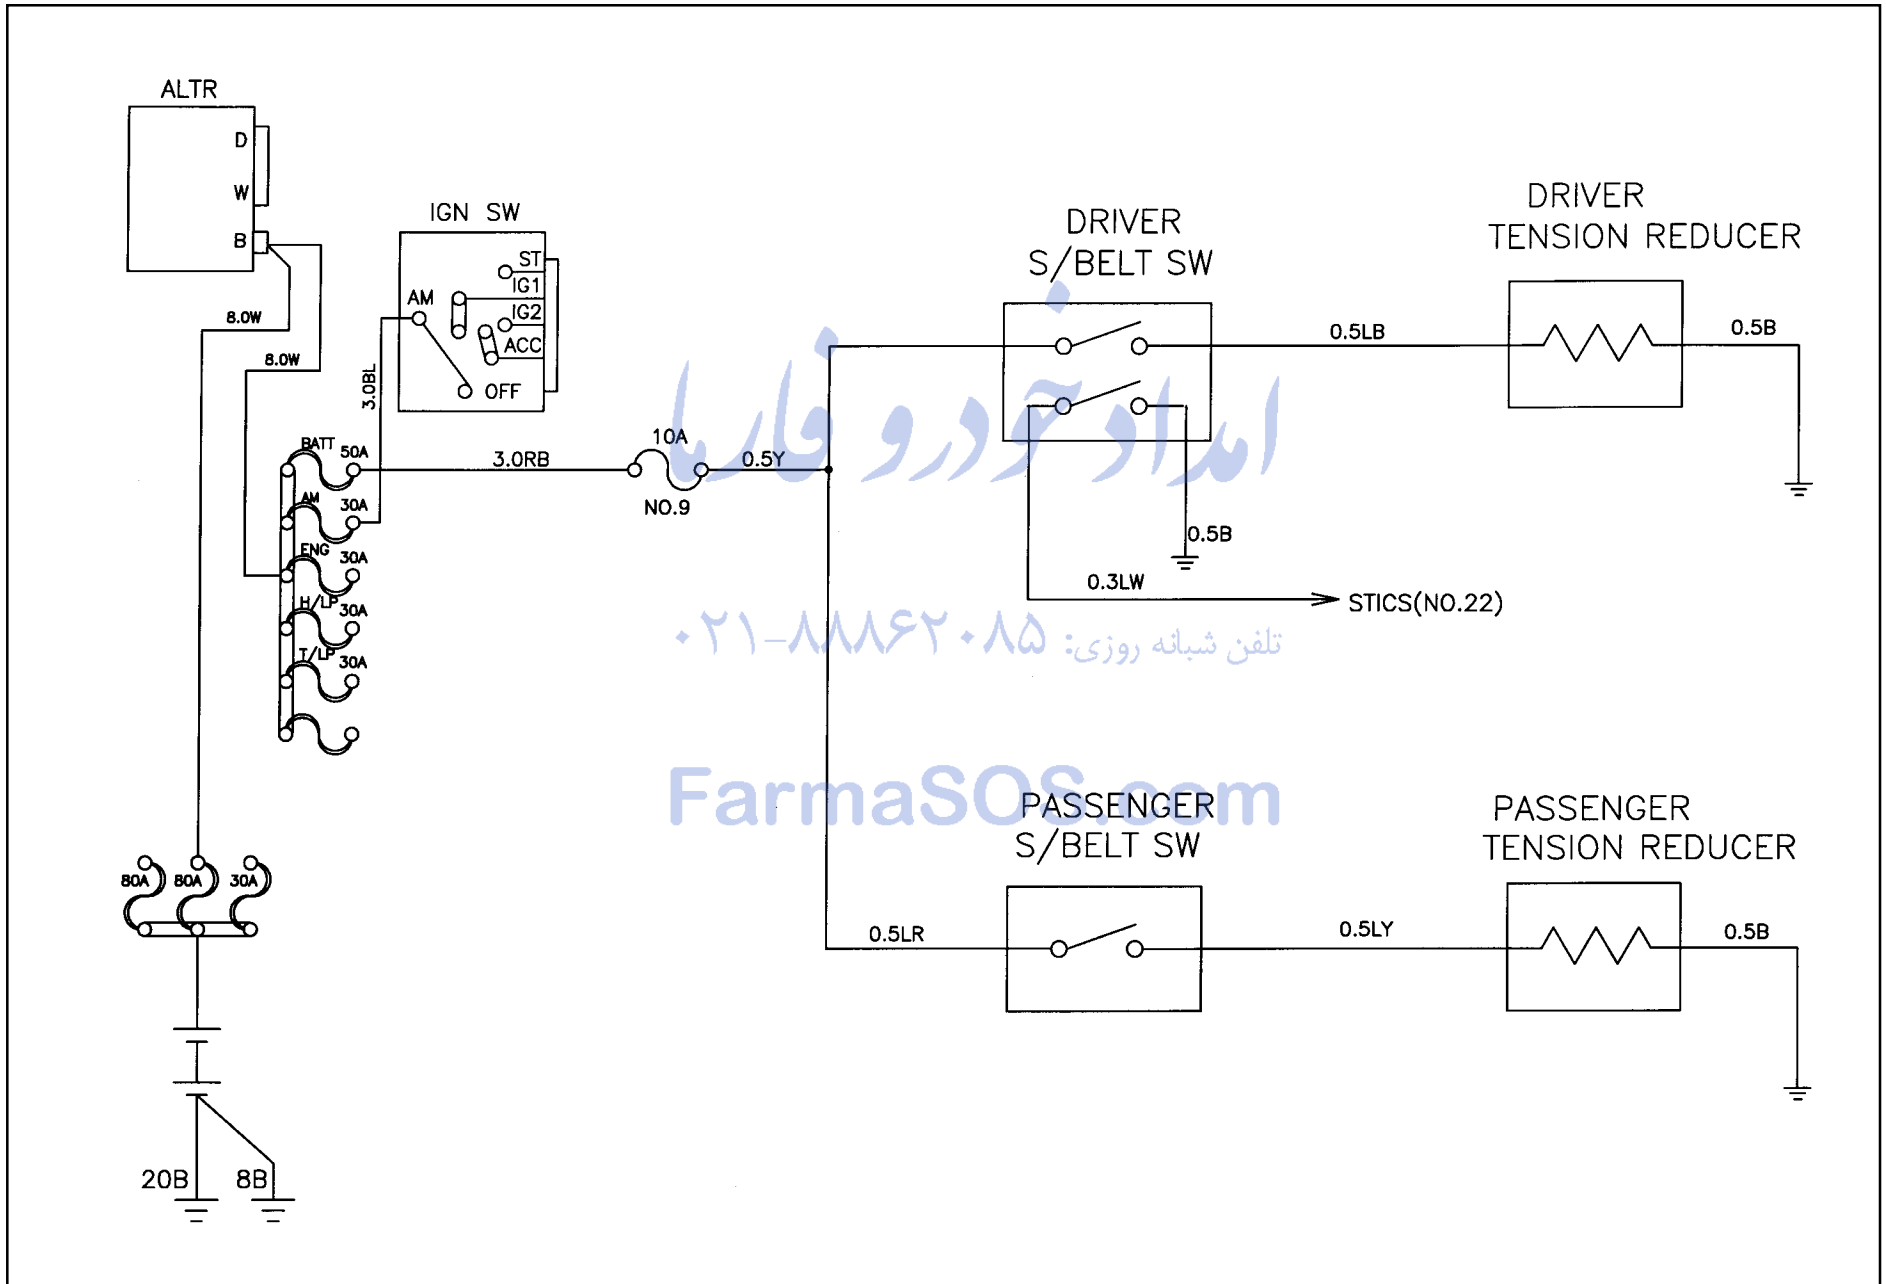 ALTR
D
W
B
8.0W
8.0W
IGN SW
ST
IG1
IG2
ACC
AM
OFF
3.0BL
BATT
50A
AM
30A
ENG
30A
H/LP
30A
T/LP
30A
3.0RB
10A
NO.9
0.5Y
DRIVER
S/BELT SW
0.5LB
DRIVER
TENSION REDUCER
0.5B
0.5B
0.3LW
STICS(NO.22)
امداد خودرو فارما
تلفن شبانه روزی: ۰۲۱-۸۸۸۶۲۰۸۵
FarmaSOS.com
PASSENGER
S/BELT SW
0.5LR
0.5LY
PASSENGER
TENSION REDUCER
0.5B
80A
80A
30A
20B
8B